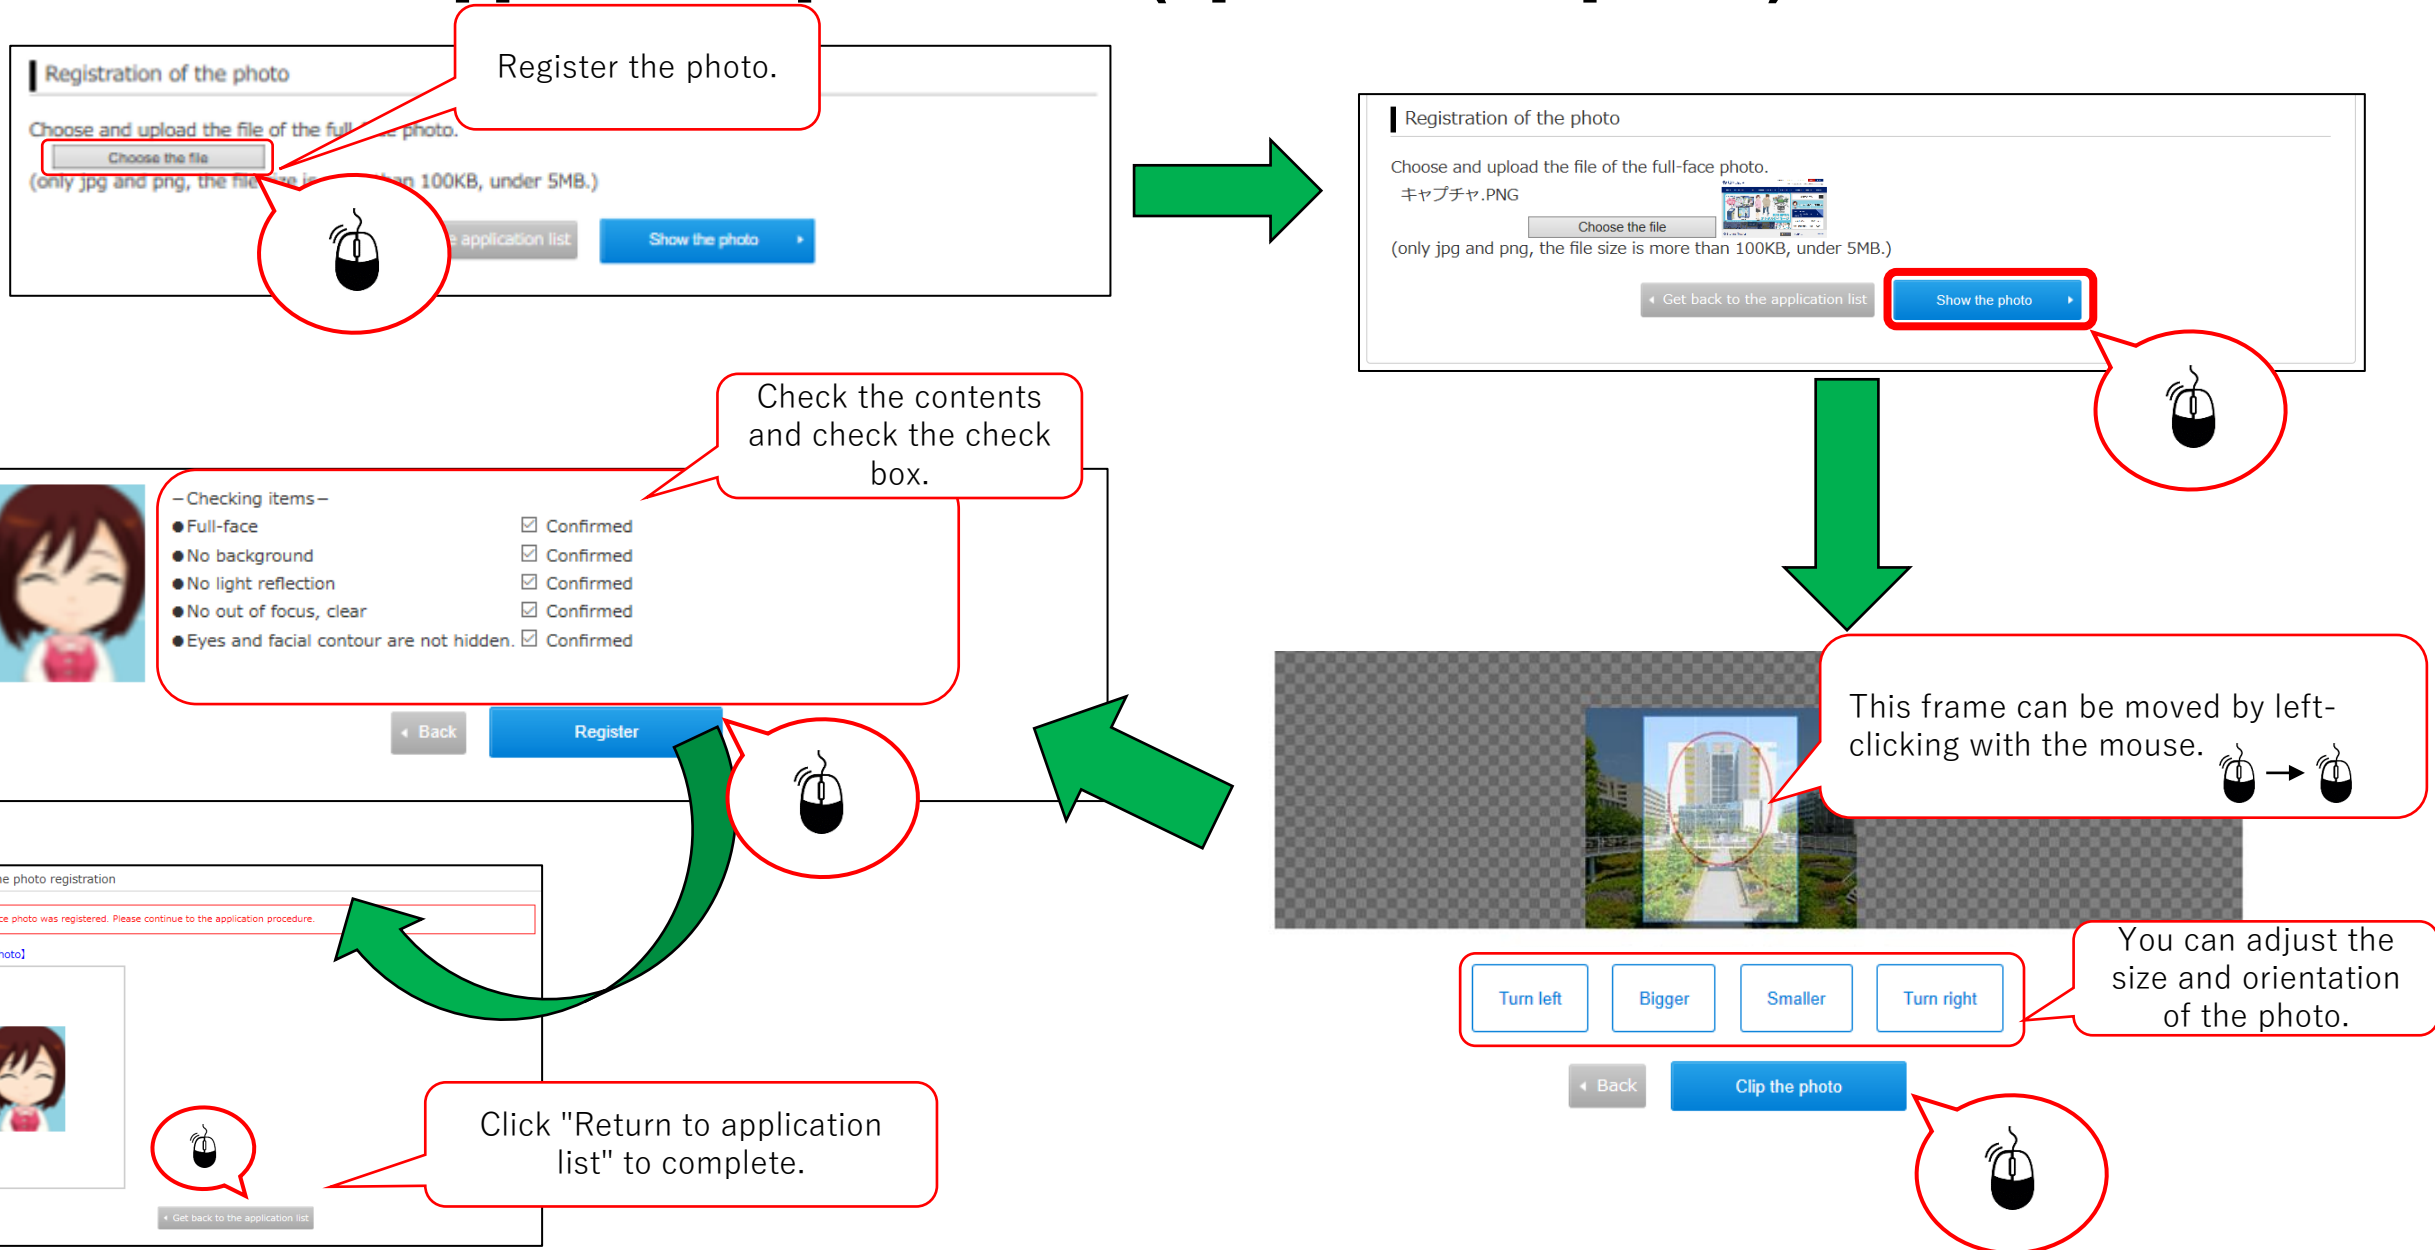 Register the photo.
Registration of the photo
Choose and upload the file of the full-face photo.
Choose the file
(only jpg and png, the file size is more than 100KB, under 5MB.)
application list
Show the photo
Registration of the photo
Choose and upload the file of the full-face photo.
キャプチャ.PNG
Choose the file
(only jpg and png, the file size is more than 100KB, under 5MB.)
Get back to the application list
Show the photo
Check the contents
and check the check
box.
−Checking items−
●Full-face Confirmed
●No background Confirmed
●No light reflection Confirmed
●No out of focus, clear Confirmed
●Eyes and facial contour are not hidden. Confirmed
Back
Register
This frame can be moved by left-
clicking with the mouse.
You can adjust the
size and orientation
of the photo.
Turn left
Bigger
Smaller
Turn right
Back
Clip the photo
photo registration
photo was registered. Please continue to the application procedure.
Click "Return to application
list" to complete.
Get back to the application list